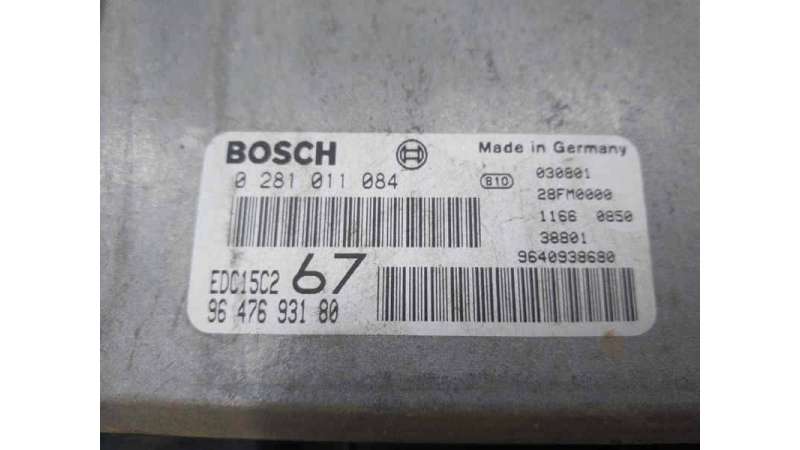 BOSCH
Made in Germany
0 281 011 084
B10
030801
28FM0000
1166 0850
38801
9640938680
EDC15C2 67
96 476 931 80